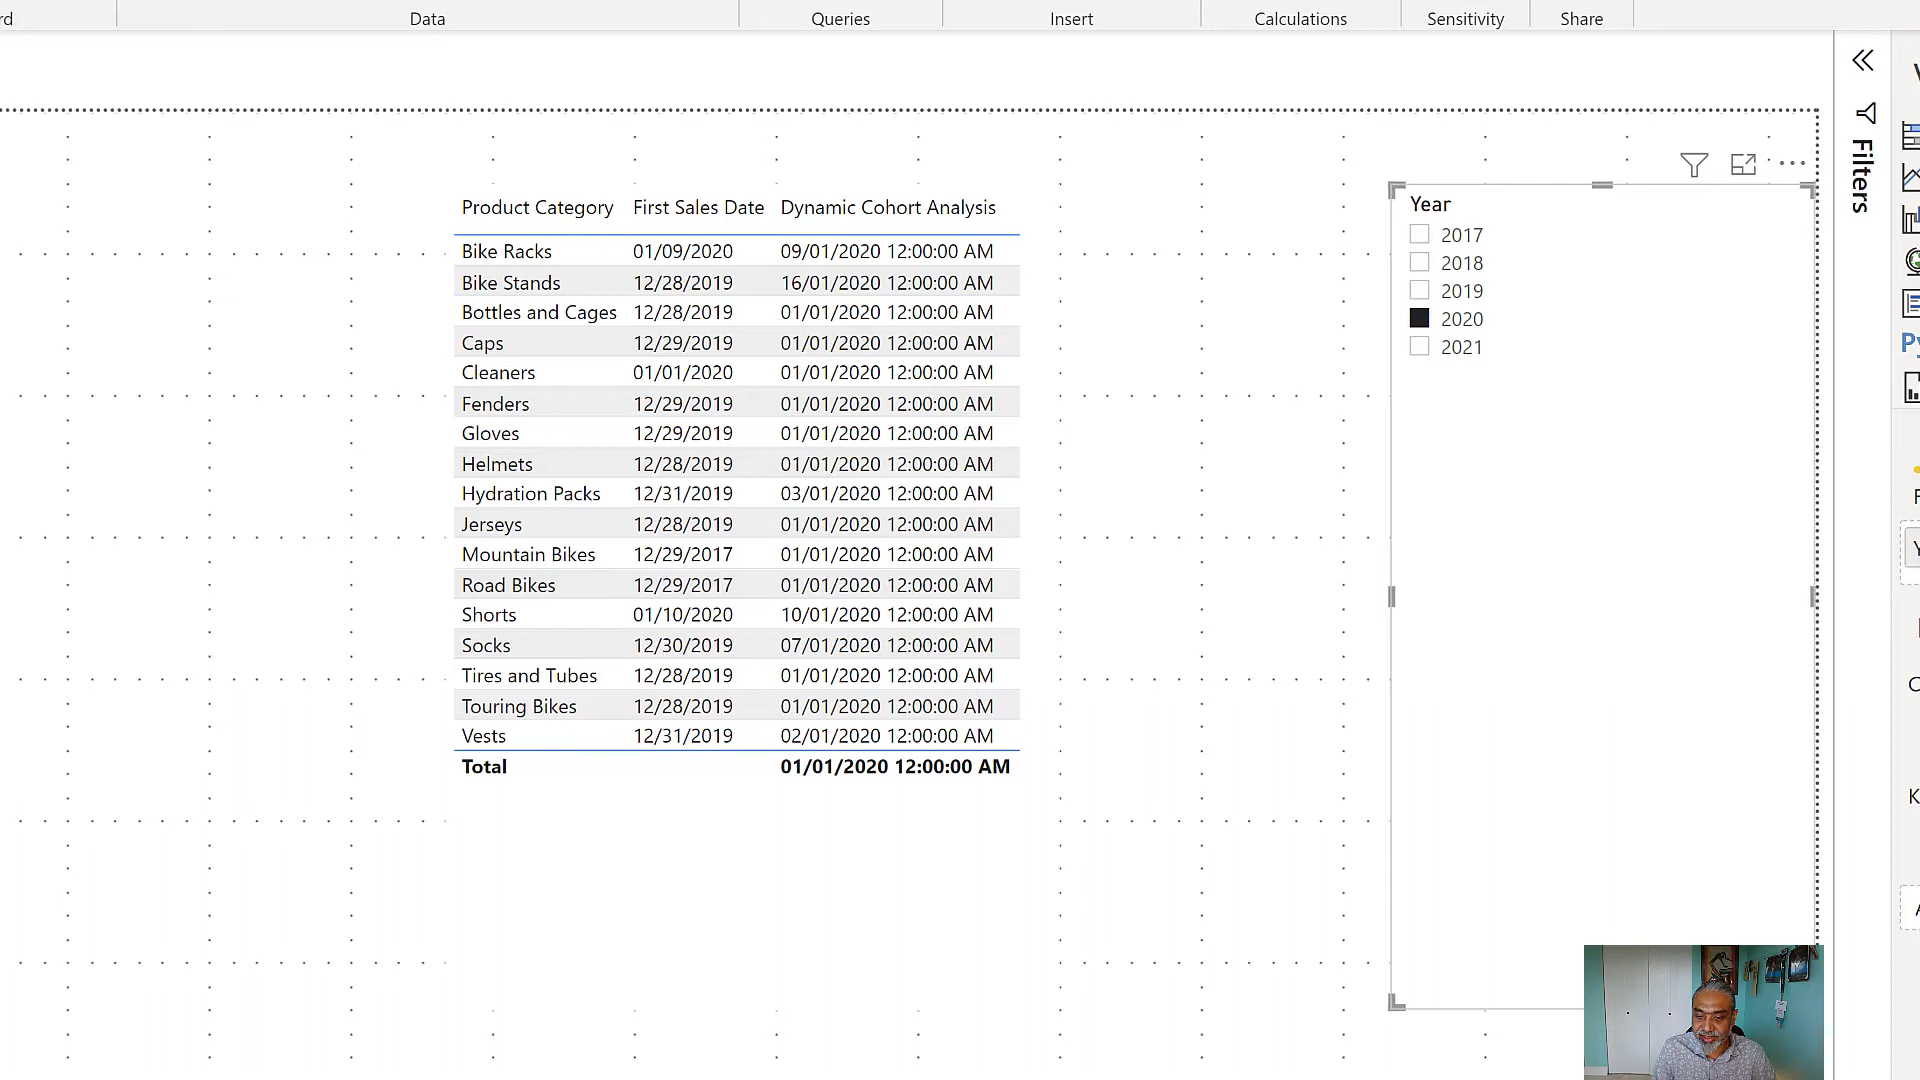 rd Data Queries Insert Calculations Sensitivity Share
Filters
Product Category First Sales Date Dynamic Cohort Analysis
Bike Racks 01/09/2020 09/01/2020 12:00:00 AM
Bike Stands 12/28/2019 16/01/2020 12:00:00 AM
Bottles and Cages 12/28/2019 01/01/2020 12:00:00 AM
Caps 12/29/2019 01/01/2020 12:00:00 AM
Cleaners 01/01/2020 01/01/2020 12:00:00 AM
Fenders 12/29/2019 01/01/2020 12:00:00 AM
Gloves 12/29/2019 01/01/2020 12:00:00 AM
Helmets 12/28/2019 01/01/2020 12:00:00 AM
Hydration Packs 12/31/2019 03/01/2020 12:00:00 AM
Jerseys 12/28/2019 01/01/2020 12:00:00 AM
Mountain Bikes 12/29/2017 01/01/2020 12:00:00 AM
Road Bikes 12/29/2017 01/01/2020 12:00:00 AM
Shorts 01/10/2020 10/01/2020 12:00:00 AM
Socks 12/30/2019 07/01/2020 12:00:00 AM
Tires and Tubes 12/28/2019 01/01/2020 12:00:00 AM
Touring Bikes 12/28/2019 01/01/2020 12:00:00 AM
Vests 12/31/2019 02/01/2020 12:00:00 AM
Total 01/01/2020 12:00:00 AM
Year
2017
2018
2019
2020
2021